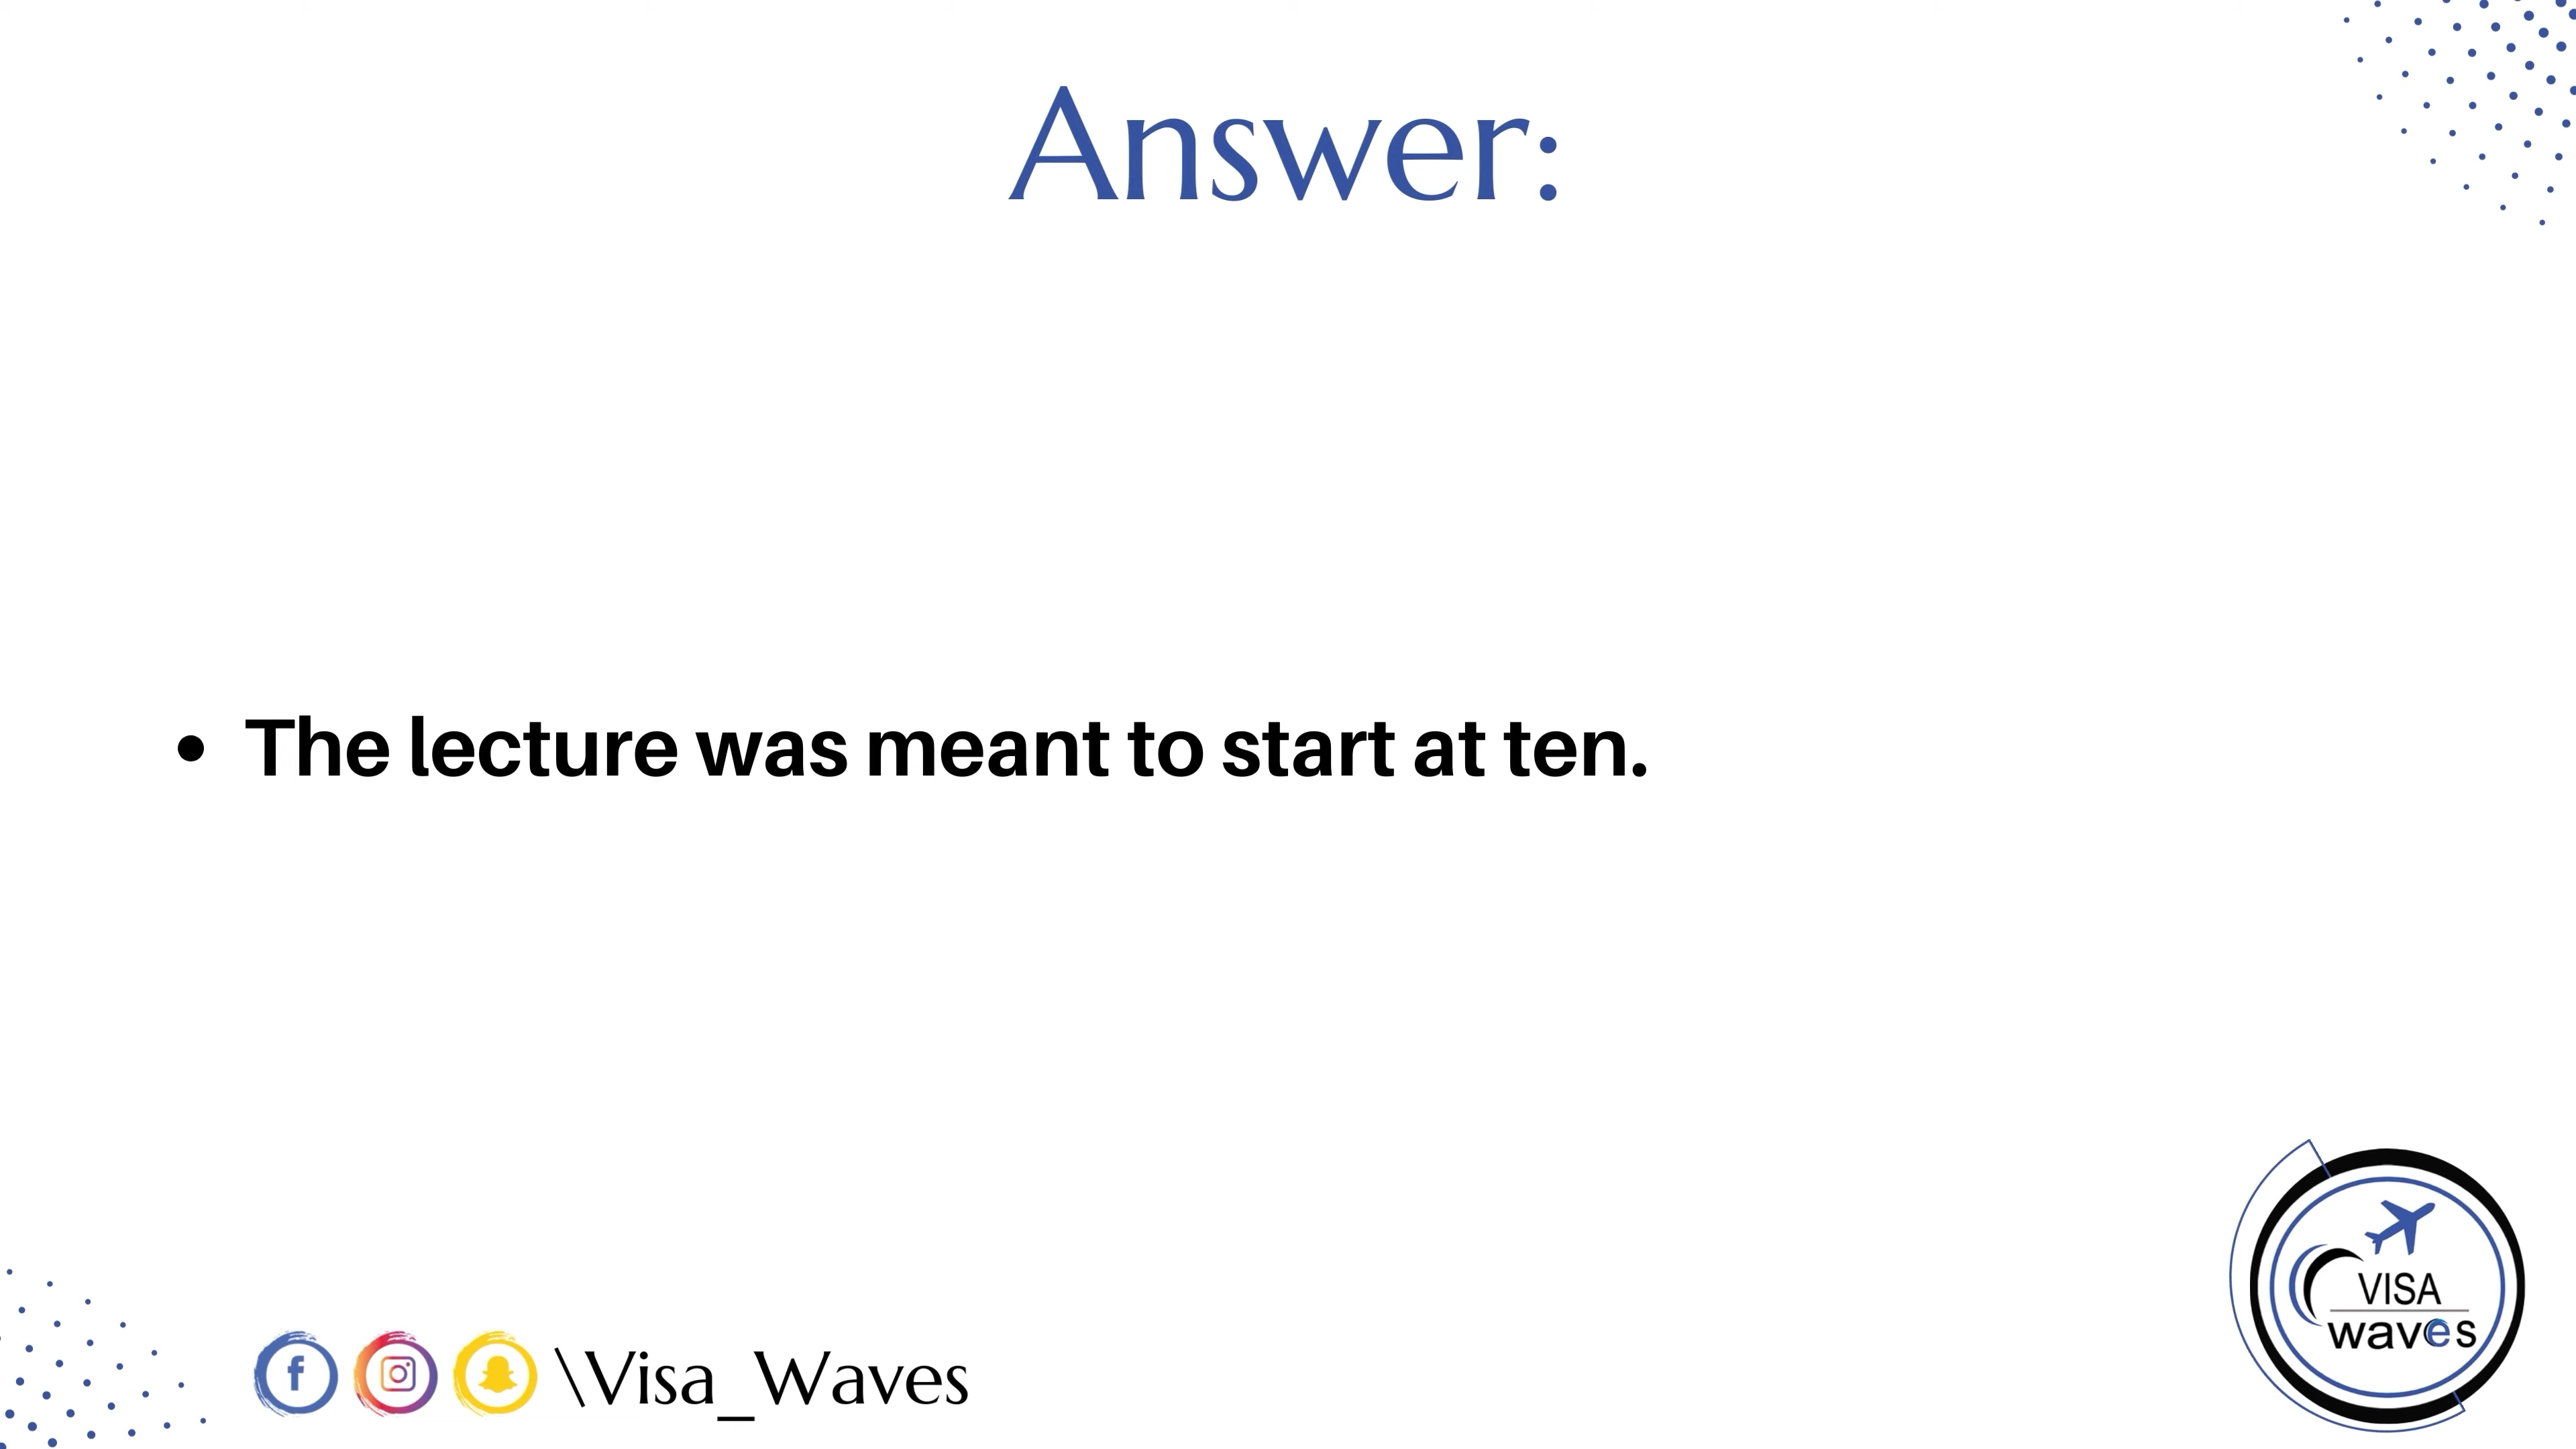 Answer:
• The lecture was meant to start at ten.
\Visa_Waves
VISA
waves